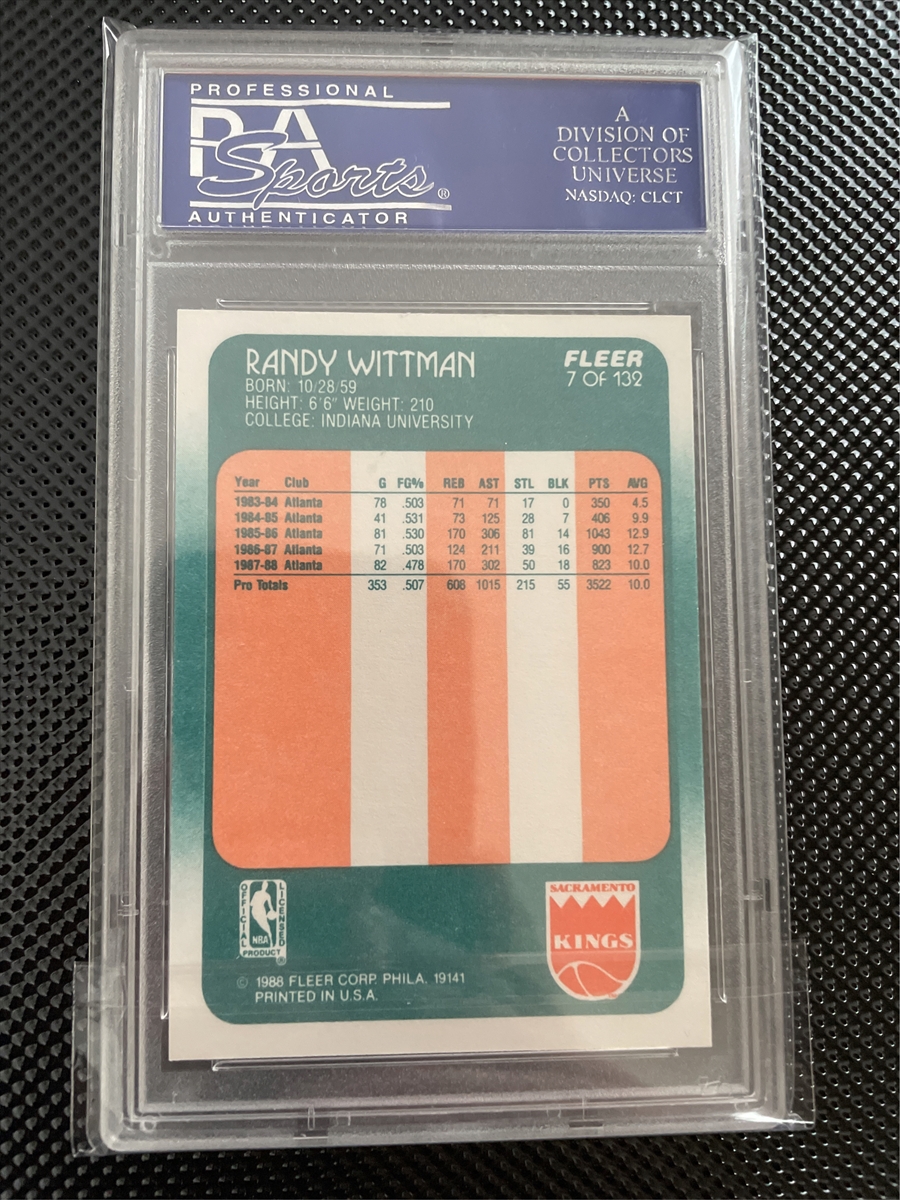 PROFESSIONAL
PSA
Sports®
AUTHENTICATOR
A
DIVISION OF
COLLECTORS
UNIVERSE
NASDAQ: CLCT
RANDY WITTMAN
BORN: 10/28/59
HEIGHT: 6'6" WEIGHT: 210
COLLEGE: INDIANA UNIVERSITY
FLEER
7 OF 132
Year Club G FG% REB AST STL BLK PTS AVG
1983-84 Atlanta 78 .503 71 71 17 0 350 4.5
1984-85 Atlanta 41 .531 73 125 28 7 406 9.9
1985-86 Atlanta 81 .530 170 306 81 14 1043 12.9
1986-87 Atlanta 71 .503 124 211 39 16 900 12.7
1987-88 Atlanta 82 .478 170 302 50 18 823 10.0
Pro Totals 353 .507 608 1015 215 55 3522 10.0
OFFICIAL
LICENSED
NBA
PRODUCT ®
SACRAMENTO
KINGS
© 1988 FLEER CORP. PHILA. 19141
PRINTED IN U.S.A.